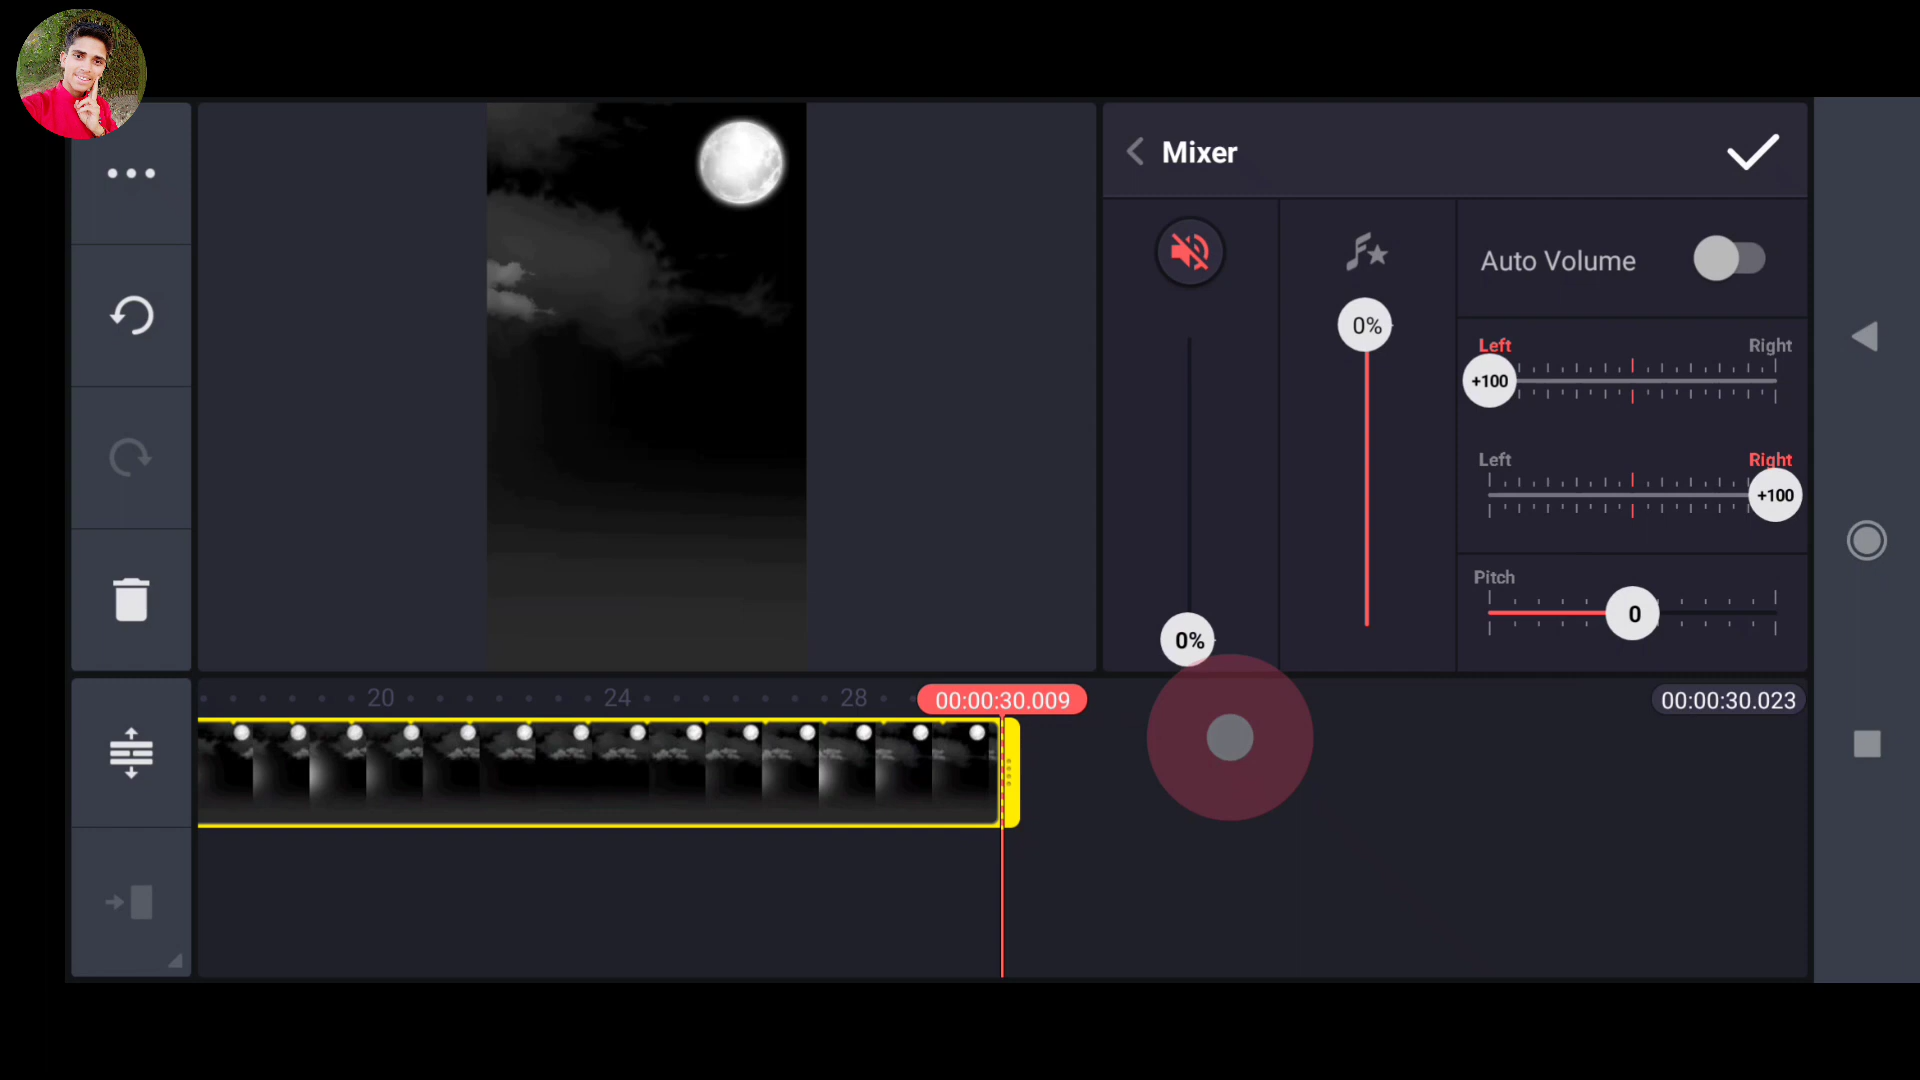 Mixer
Auto Volume
0%
Left
Right
+100
Left
Right
+100
Pitch
0
0%
20
24
28
00:00:30.009
00:00:30.023